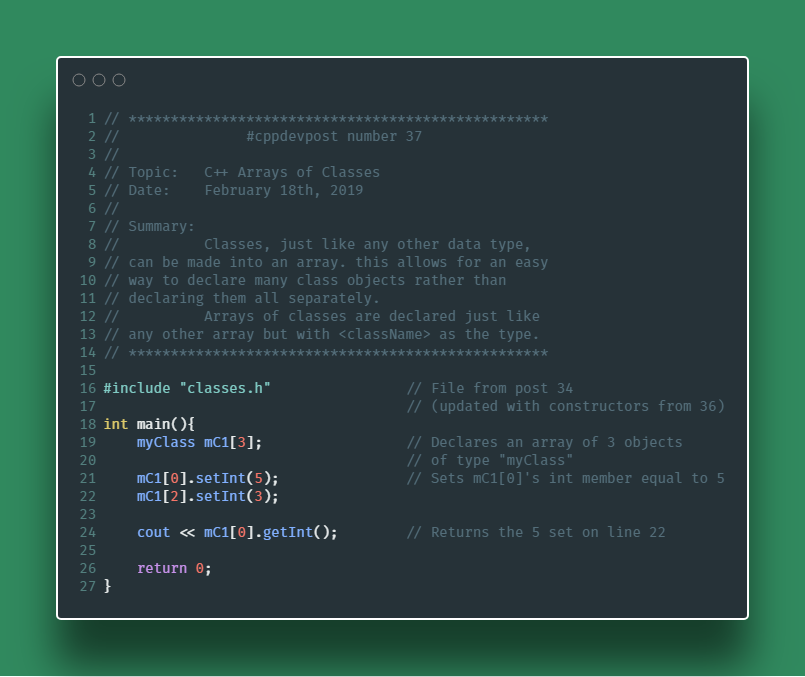 1 // **************************************************
2 //               #cppdevpost number 37
3 //
4 // Topic:   C++ Arrays of Classes
5 // Date:    February 18th, 2019
6 //
7 // Summary:
8 //          Classes, just like any other data type,
9 // can be made into an array. this allows for an easy
10 // way to declare many class objects rather than
11 // declaring them all separately.
12 //          Arrays of classes are declared just like
13 // any other array but with <className> as the type.
14 // **************************************************
15
16 #include "classes.h"                // File from post 34
17                                     // (updated with constructors from 36)
18 int main(){
19     myClass mC1[3];                 // Declares an array of 3 objects
20                                     // of type "myClass"
21     mC1[0].setInt(5);               // Sets mC1[0]'s int member equal to 5
22     mC1[2].setInt(3);
23
24     cout << mC1[0].getInt();        // Returns the 5 set on line 22
25
26     return 0;
27 }